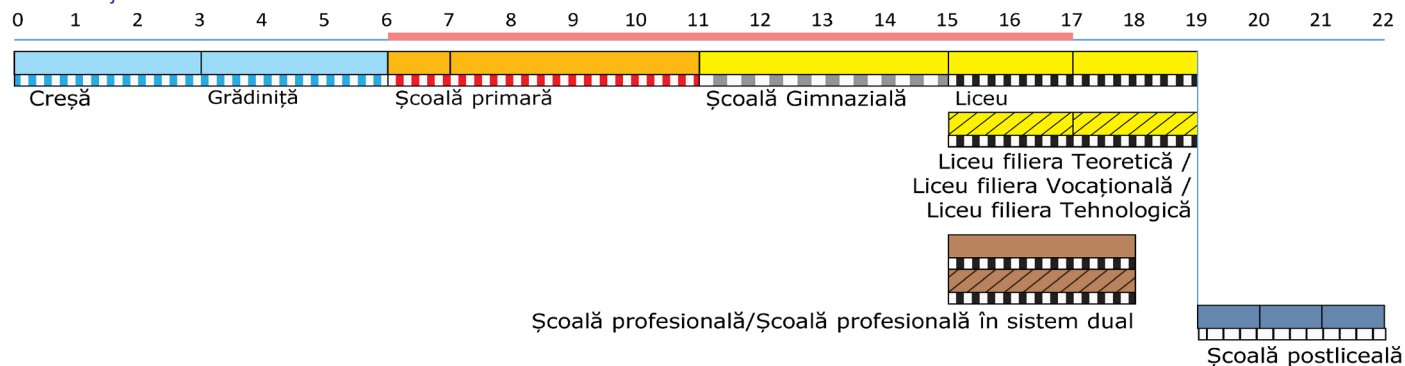 0 1 2 3 4 5 6 7 8 9 10 11 12 13 14 15 16 17 18 19 20 21 22
Creșă Grădiniță Școală primară Școală Gimnazială Liceu
Liceu filiera Teoretică /
Liceu filiera Vocațională /
Liceu filiera Tehnologică
Școală profesională/Școală profesională în sistem dual
Școală postliceală